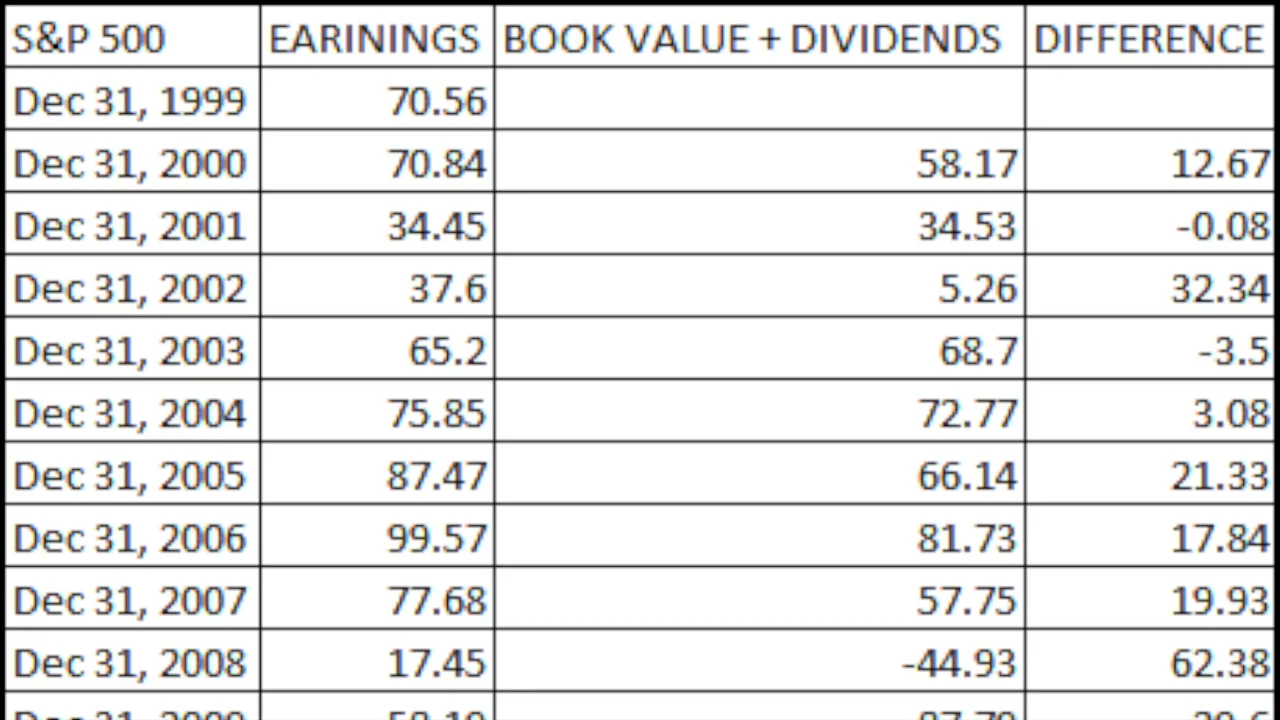 S&P 500 EARININGS BOOK VALUE + DIVIDENDS DIFFERENCE
Dec 31, 1999 70.56
Dec 31, 2000 70.84 58.17 12.67
Dec 31, 2001 34.45 34.53 -0.08
Dec 31, 2002 37.6 5.26 32.34
Dec 31, 2003 65.2 68.7 -3.5
Dec 31, 2004 75.85 72.77 3.08
Dec 31, 2005 87.47 66.14 21.33
Dec 31, 2006 99.57 81.73 17.84
Dec 31, 2007 77.68 57.75 19.93
Dec 31, 2008 17.45 -44.93 62.38